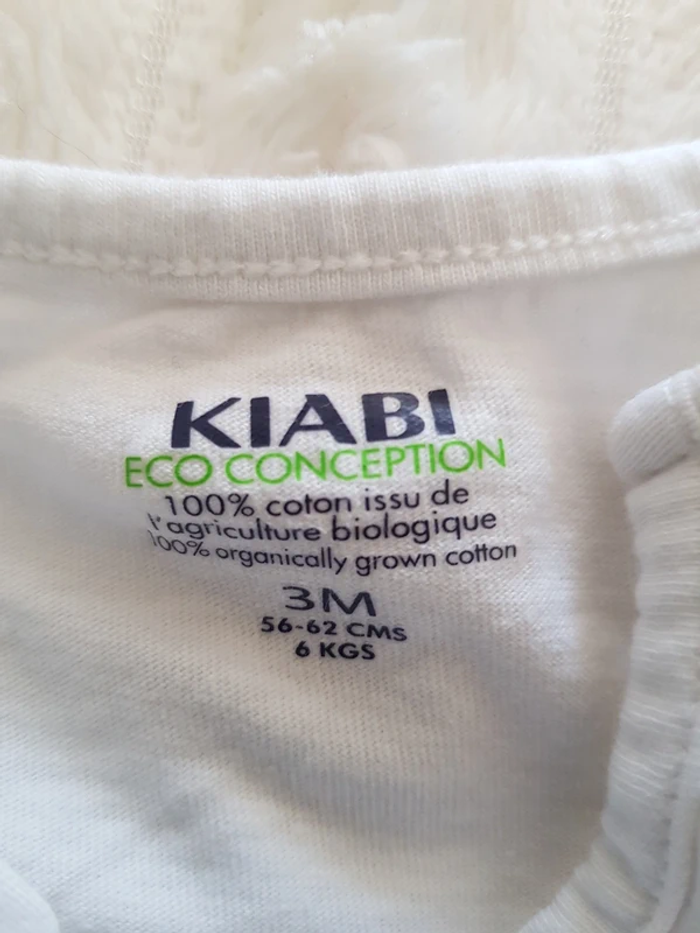 KIABI
ECO CONCEPTION
100% coton issu de
l'agriculture biologique
100% organically grown cotton
3M
56-62 CMS
6 KGS